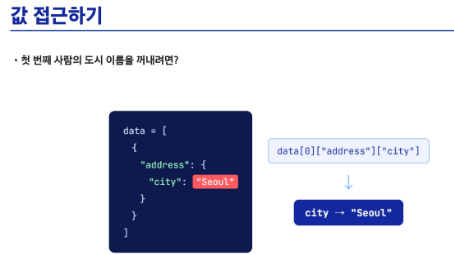 값 접근하기
• 첫 번째 사람의 도시 이름을 꺼내려면?
data = [
  {
    "address": {
      "city": "Seoul"
    }
  }
]
data[0]["address"]["city"]
↓
city → "Seoul"